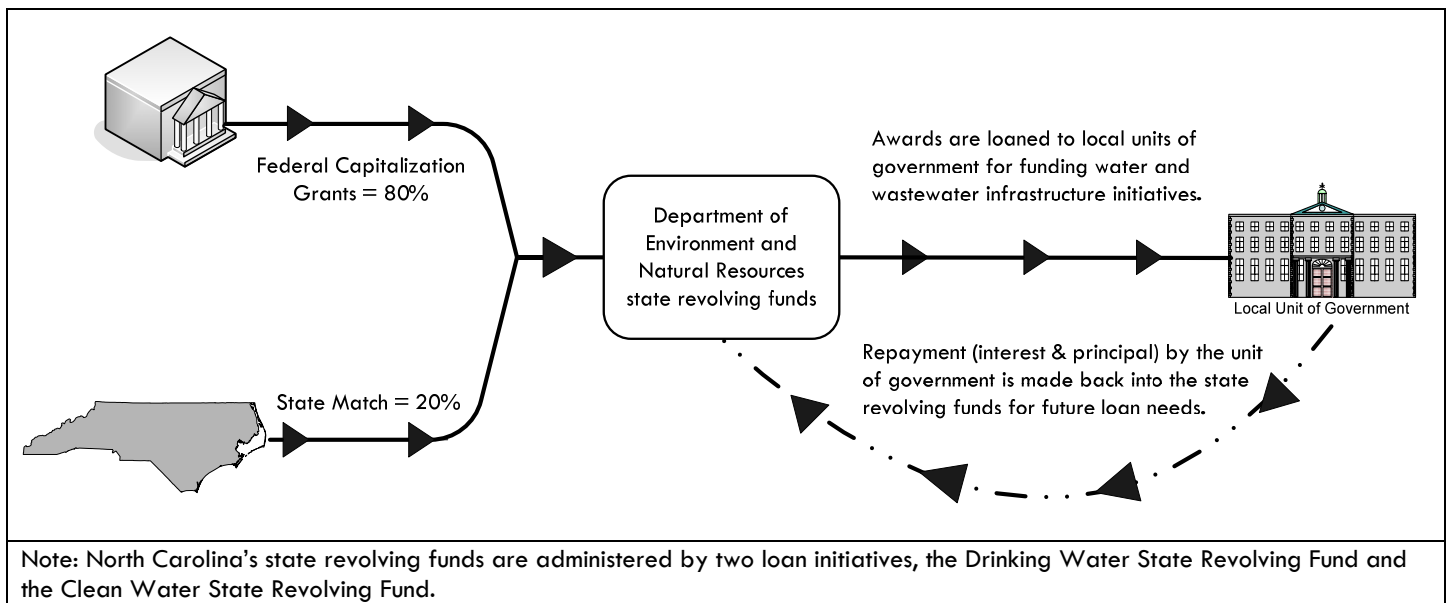 Federal Capitalization
Grants = 80%
State Match = 20%
Department of
Environment and
Natural Resources
state revolving funds
Awards are loaned to local units of
government for funding water and
wastewater infrastructure initiatives.
Local Unit of Government
Repayment (interest & principal) by the unit
of government is made back into the state
revolving funds for future loan needs.
Note: North Carolina's state revolving funds are administered by two loan initiatives, the Drinking Water State Revolving Fund and
the Clean Water State Revolving Fund.